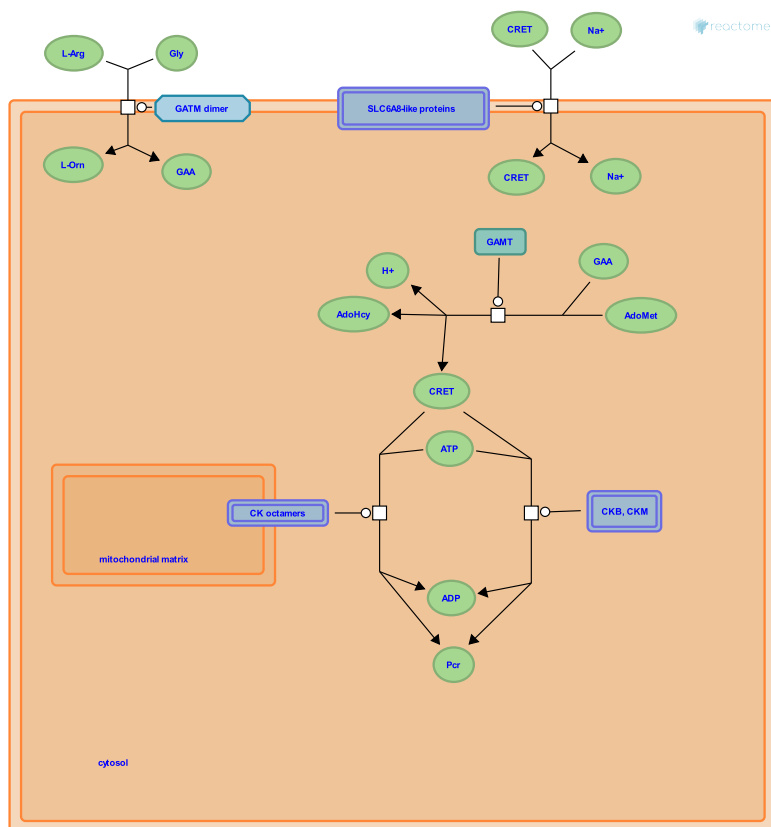 reactome
CRET
Na+
L-Arg
Gly
GATM dimer
SLC6A8-like proteins
L-Orn
GAA
CRET
Na+
GAMT
H+
GAA
AdoHcy
AdoMet
CRET
ATP
CK octamers
CKB, CKM
mitochondrial matrix
ADP
Pcr
cytosol